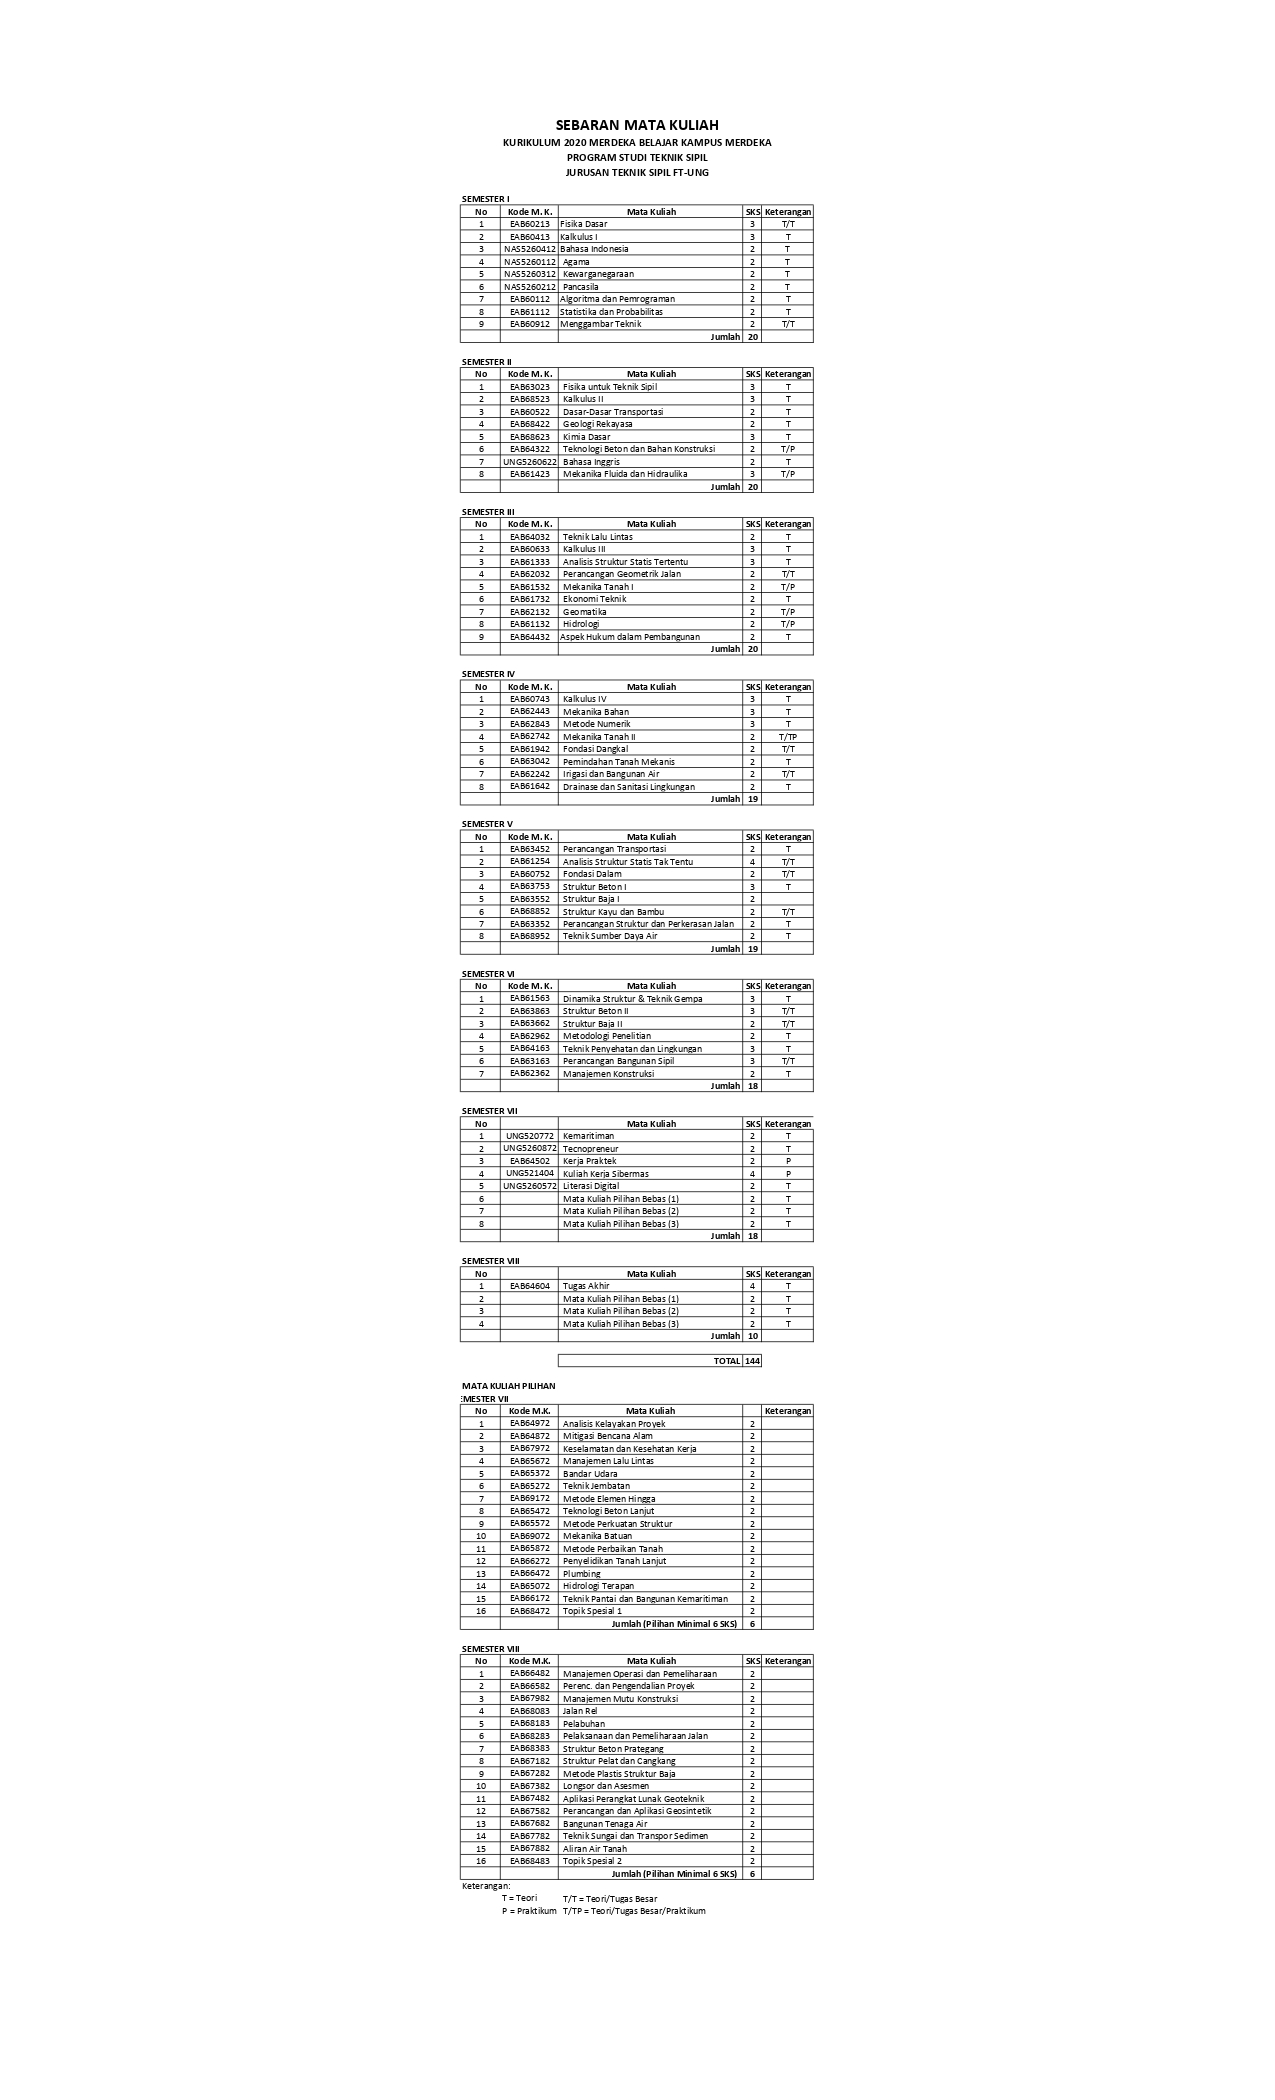 SEBARAN MATA KULIAH
KURIKULUM 2020 MERDEKA BELAJAR KAMPUS MERDEKA
PROGRAM STUDI TEKNIK SIPIL
JURUSAN TEKNIK SIPIL FT-UNG
SEMESTER I
No Kode M. K. Mata Kuliah SKS Keterangan
1 EAB60213 Fisika Dasar 3 T/T
2 EAB60413 Kalkulus I 3 T
3 NAS5260412 Bahasa Indonesia 2 T
4 NAS5260112 Agama 2 T
5 NAS5260312 Kewarganegaraan 2 T
6 NAS5260212 Pancasila 2 T
7 EAB60112 Algoritma dan Pemrograman 2 T
8 EAB61112 Statistika dan Probabilitas 2 T
9 EAB60912 Menggambar Teknik 2 T/T
Jumlah 20
SEMESTER II
No Kode M. K. Mata Kuliah SKS Keterangan
1 EAB63023 Fisika untuk Teknik Sipil 3 T
2 EAB68523 Kalkulus II 3 T
3 EAB60522 Dasar-Dasar Transportasi 2 T
4 EAB68422 Geologi Rekayasa 2 T
5 EAB68623 Kimia Dasar 3 T
6 EAB64322 Teknologi Beton dan Bahan Konstruksi 2 T/P
7 UNG5260622 Bahasa Inggris 2 T
8 EAB61423 Mekanika Fluida dan Hidraulika 3 T/P
Jumlah 20
SEMESTER III
No Kode M. K. Mata Kuliah SKS Keterangan
1 EAB64032 Teknik Lalu Lintas 2 T
2 EAB60633 Kalkulus III 3 T
3 EAB61333 Analisis Struktur Statis Tertentu 3 T
4 EAB62032 Perancangan Geometrik Jalan 2 T/T
5 EAB61532 Mekanika Tanah I 2 T/P
6 EAB61732 Ekonomi Teknik 2 T
7 EAB62132 Geomatika 2 T/P
8 EAB61132 Hidrologi 2 T/P
9 EAB64432 Aspek Hukum dalam Pembangunan 2 T
Jumlah 20
SEMESTER IV
No Kode M. K. Mata Kuliah SKS Keterangan
1 EAB60743 Kalkulus IV 3 T
2 EAB62443 Mekanika Bahan 3 T
3 EAB62843 Metode Numerik 3 T
4 EAB62742 Mekanika Tanah II 2 T/TP
5 EAB61942 Fondasi Dangkal 2 T/T
6 EAB63042 Pemindahan Tanah Mekanis 2 T
7 EAB62242 Irigasi dan Bangunan Air 2 T/T
8 EAB61642 Drainase dan Sanitasi Lingkungan 2 T
Jumlah 19
SEMESTER V
No Kode M. K. Mata Kuliah SKS Keterangan
1 EAB63452 Perancangan Transportasi 2 T
2 EAB61254 Analisis Struktur Statis Tak Tentu 4 T/T
3 EAB60752 Fondasi Dalam 2 T/T
4 EAB63753 Struktur Beton I 3 T
5 EAB63552 Struktur Baja I 2
6 EAB68852 Struktur Kayu dan Bambu 2 T/T
7 EAB63352 Perancangan Struktur dan Perkerasan Jalan 2 T
8 EAB68952 Teknik Sumber Daya Air 2 T
Jumlah 19
SEMESTER VI
No Kode M. K. Mata Kuliah SKS Keterangan
1 EAB61563 Dinamika Struktur & Teknik Gempa 3 T
2 EAB63863 Struktur Beton II 3 T/T
3 EAB63662 Struktur Baja II 2 T/T
4 EAB62962 Metodologi Penelitian 2 T
5 EAB64163 Teknik Penyehatan dan Lingkungan 3 T
6 EAB63163 Perancangan Bangunan Sipil 3 T/T
7 EAB62362 Manajemen Konstruksi 2 T
Jumlah 18
SEMESTER VII
No Mata Kuliah SKS Keterangan
1 UNG520772 Kemaritiman 2 T
2 UNG5260872 Tecnopreneur 2 T
3 EAB64502 Kerja Praktek 2 P
4 UNG521404 Kuliah Kerja Sibermas 4 P
5 UNG5260572 Literasi Digital 2 T
6 Mata Kuliah Pilihan Bebas (1) 2 T
7 Mata Kuliah Pilihan Bebas (2) 2 T
8 Mata Kuliah Pilihan Bebas (3) 2 T
Jumlah 18
SEMESTER VIII
No Mata Kuliah SKS Keterangan
1 EAB64604 Tugas Akhir 4 T
2 Mata Kuliah Pilihan Bebas (1) 2 T
3 Mata Kuliah Pilihan Bebas (2) 2 T
4 Mata Kuliah Pilihan Bebas (3) 2 T
Jumlah 10
TOTAL 144
MATA KULIAH PILIHAN
EMESTER VII
No Kode M.K. Mata Kuliah Keterangan
1 EAB64972 Analisis Kelayakan Proyek 2
2 EAB64872 Mitigasi Bencana Alam 2
3 EAB67972 Keselamatan dan Kesehatan Kerja 2
4 EAB65672 Manajemen Lalu Lintas 2
5 EAB65372 Bandar Udara 2
6 EAB65272 Teknik Jembatan 2
7 EAB69172 Metode Elemen Hingga 2
8 EAB65472 Teknologi Beton Lanjut 2
9 EAB65572 Metode Perkuatan Struktur 2
10 EAB69072 Mekanika Batuan 2
11 EAB65872 Metode Perbaikan Tanah 2
12 EAB66272 Penyelidikan Tanah Lanjut 2
13 EAB66472 Plumbing 2
14 EAB65072 Hidrologi Terapan 2
15 EAB66172 Teknik Pantai dan Bangunan Kemaritiman 2
16 EAB68472 Topik Spesial 1 2
Jumlah (Pilihan Minimal 6 SKS) 6
SEMESTER VIII
No Kode M.K. Mata Kuliah SKS Keterangan
1 EAB66482 Manajemen Operasi dan Pemeliharaan 2
2 EAB66582 Perenc. dan Pengendalian Proyek 2
3 EAB67982 Manajemen Mutu Konstruksi 2
4 EAB68083 Jalan Rel 2
5 EAB68183 Pelabuhan 2
6 EAB68283 Pelaksanaan dan Pemeliharaan Jalan 2
7 EAB68383 Struktur Beton Prategang 2
8 EAB67182 Struktur Pelat dan Cangkang 2
9 EAB67282 Metode Plastis Struktur Baja 2
10 EAB67382 Longsor dan Asesmen 2
11 EAB67482 Aplikasi Perangkat Lunak Geoteknik 2
12 EAB67582 Perancangan dan Aplikasi Geosintetik 2
13 EAB67682 Bangunan Tenaga Air 2
14 EAB67782 Teknik Sungai dan Transpor Sedimen 2
15 EAB67882 Aliran Air Tanah 2
16 EAB68483 Topik Spesial 2 2
Jumlah (Pilihan Minimal 6 SKS) 6
Keterangan:
T = Teori T/T = Teori/Tugas Besar
P = Praktikum T/TP = Teori/Tugas Besar/Praktikum